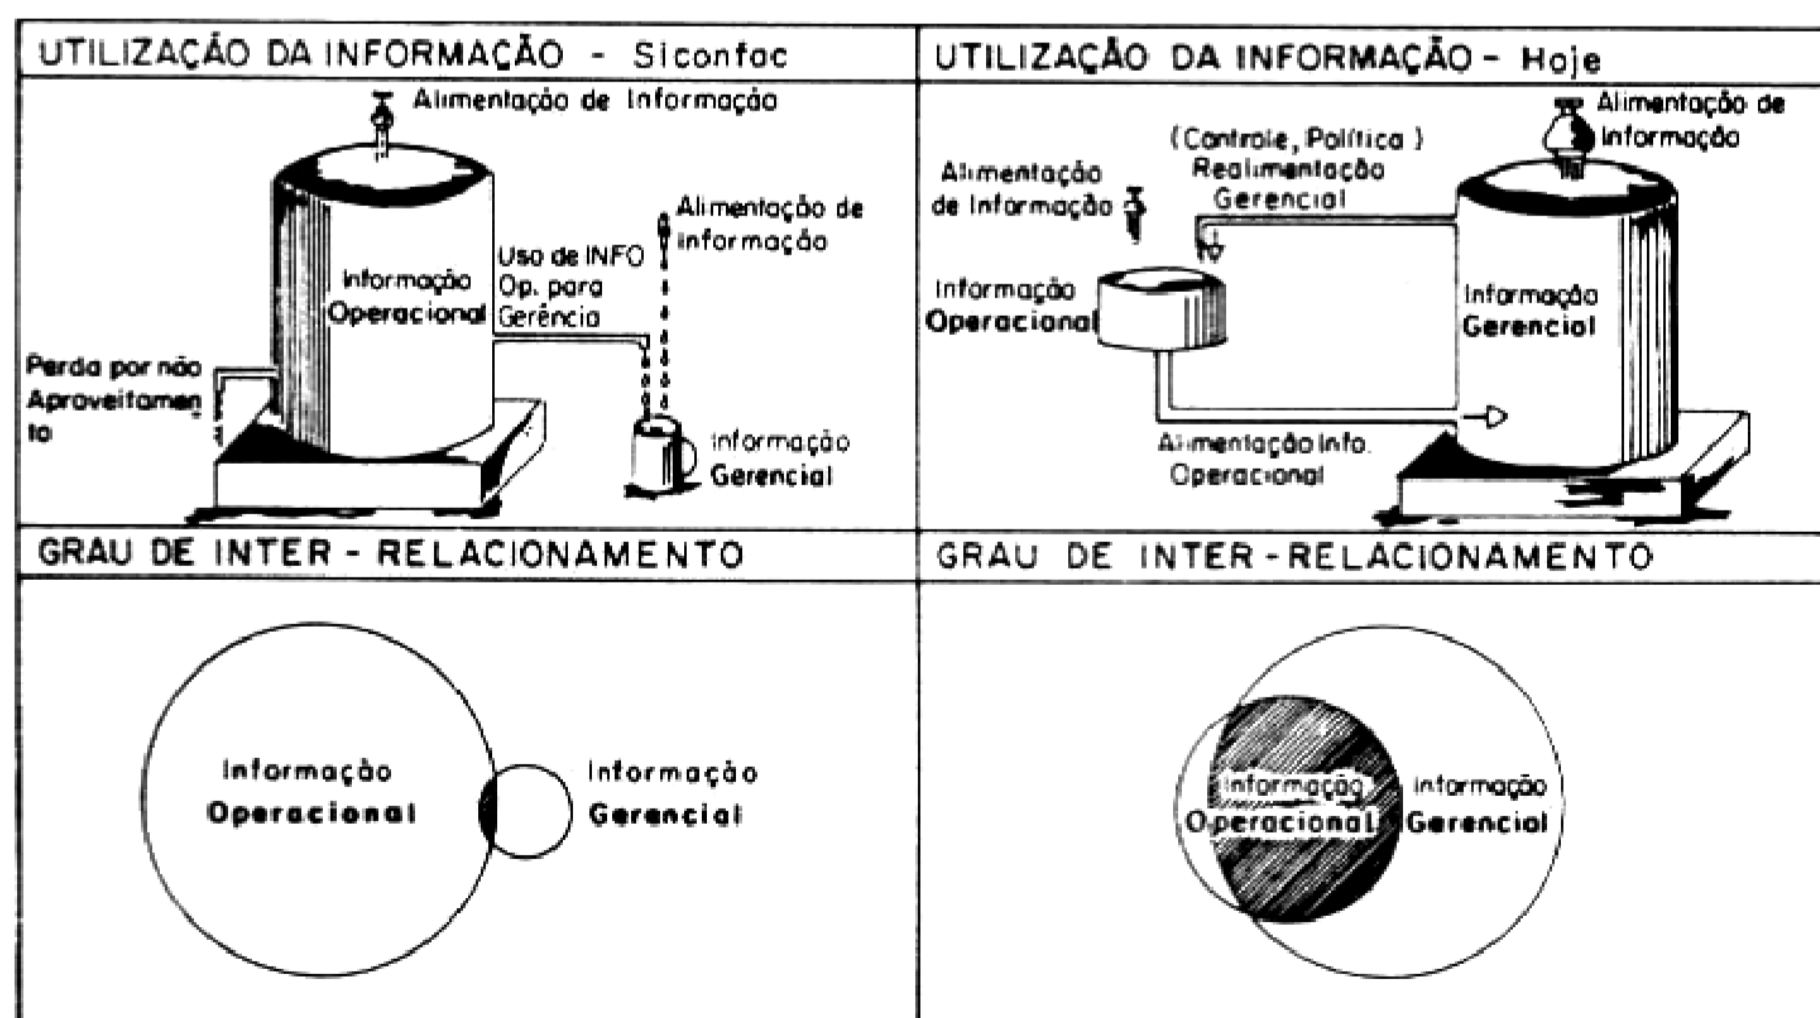 UTILIZAÇÃO DA INFORMAÇÃO - Siconfac
Alimentação de Informação
Alimentação de
informação
Uso de INFO
Op. para
Gerência
Informação
Operacional
Perda por não
Aproveitamen
to
Informação
Gerencial
UTILIZAÇÃO DA INFORMAÇÃO - Hoje
Alimentação de
Informação
(Controle, Política)
Realimentação
Gerencial
Alimentação
de Informação
Informação
Operacional
Informação
Gerencial
Alimentação Info.
Operacional
GRAU DE INTER - RELACIONAMENTO
Informação
Operacional
Informação
Gerencial
GRAU DE INTER - RELACIONAMENTO
Informação
Operacional
Informação
Gerencial